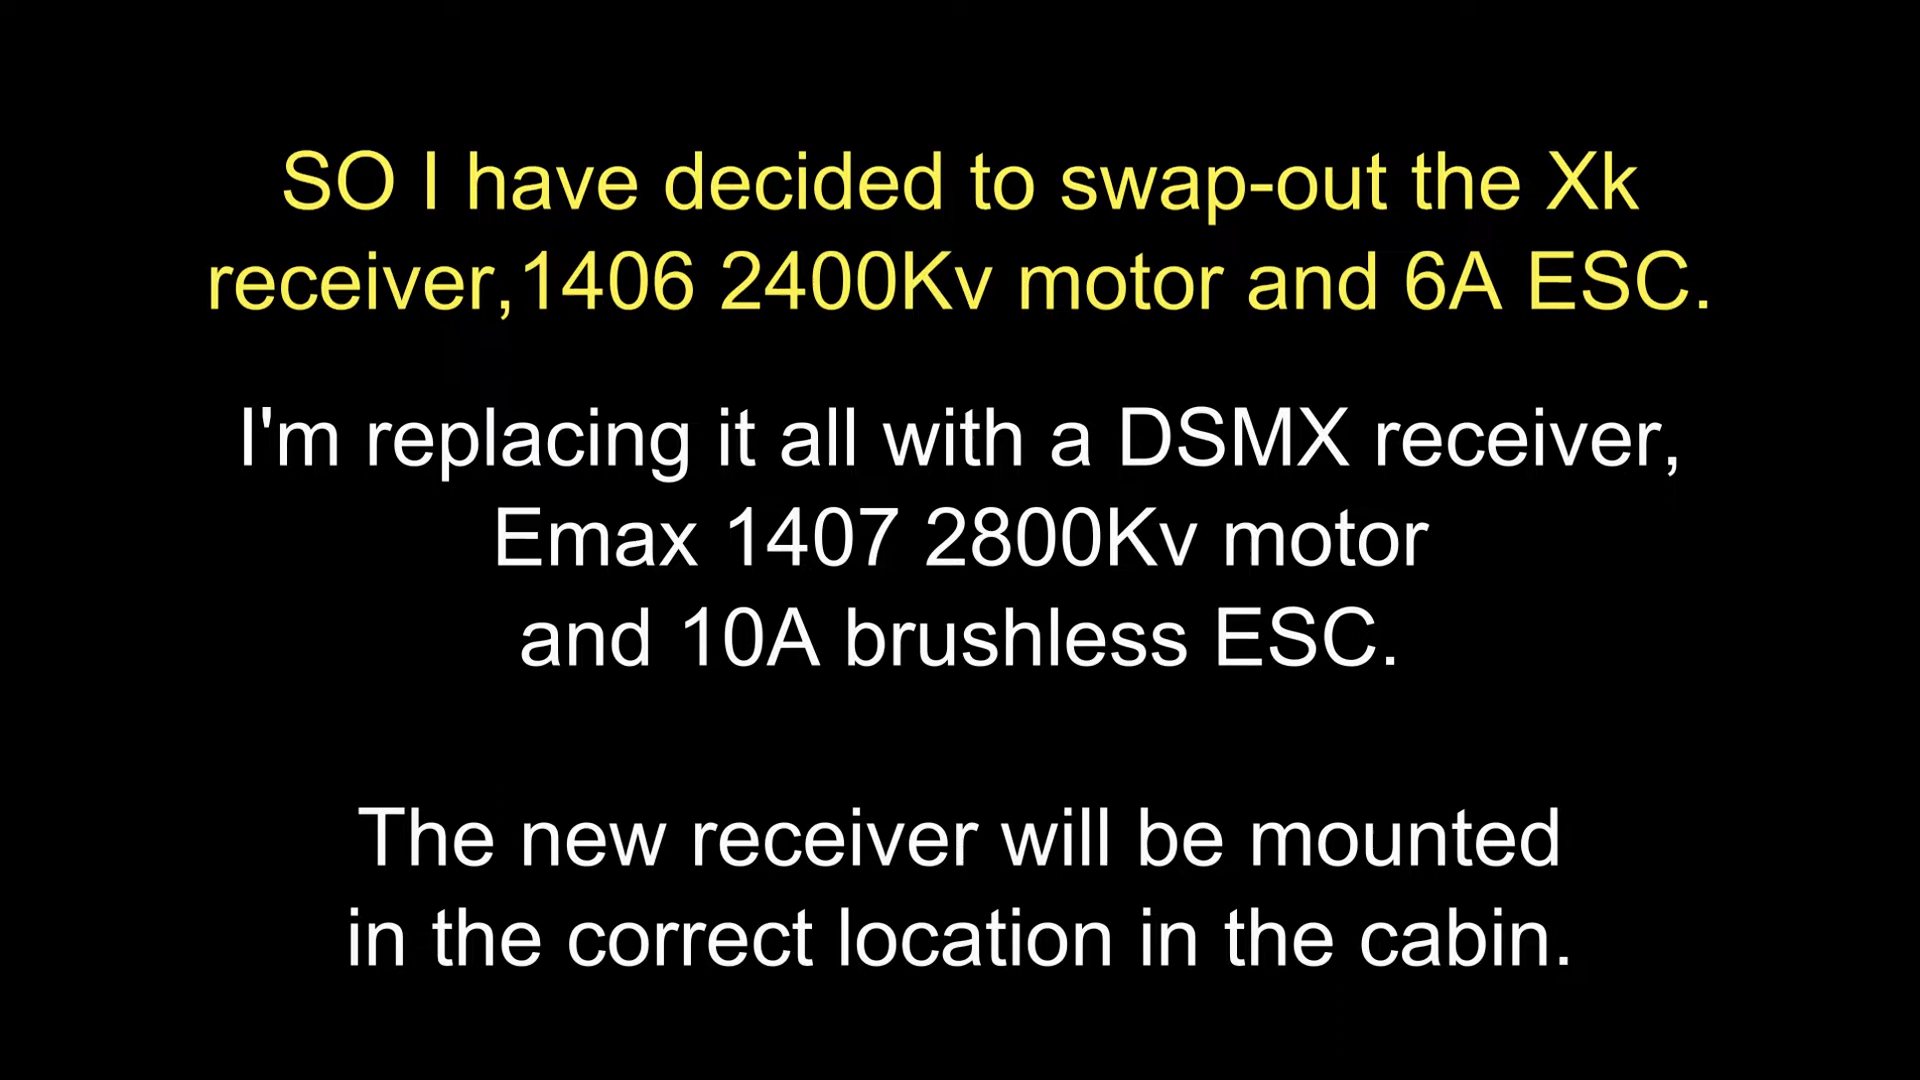 SO I have decided to swap-out the Xk
receiver,1406 2400Kv motor and 6A ESC.
I'm replacing it all with a DSMX receiver,
Emax 1407 2800Kv motor
and 10A brushless ESC.
The new receiver will be mounted
in the correct location in the cabin.